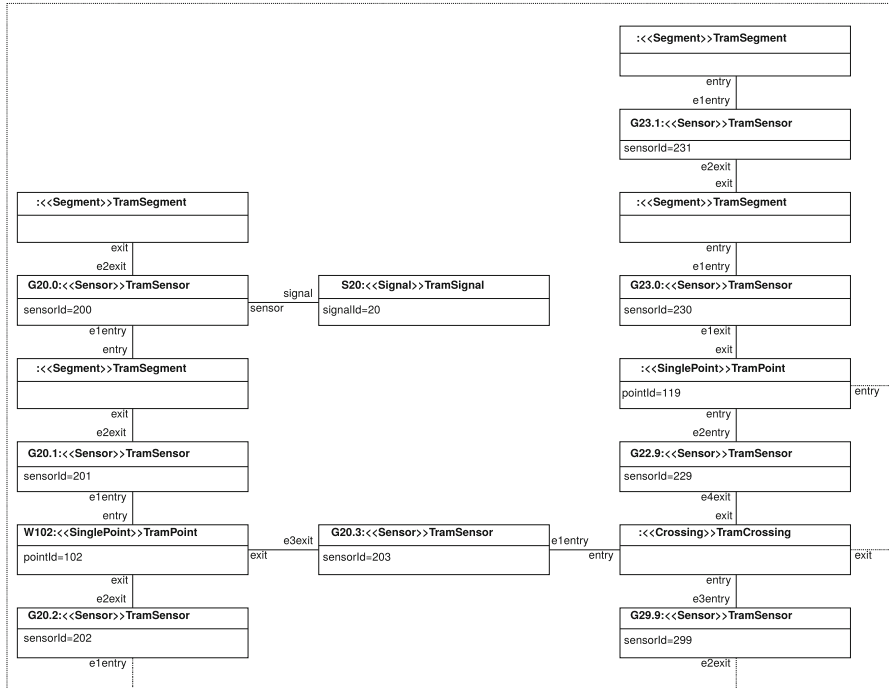 :<<Segment>>TramSegment
entry
e1entry
G23.1:<<Sensor>>TramSensor
sensorId=231
e2exit
exit
:<<Segment>>TramSegment
:<<Segment>>TramSegment
exit
entry
e2exit
e1entry
G20.0:<<Sensor>>TramSensor
S20:<<Signal>>TramSignal
G23.0:<<Sensor>>TramSensor
signal
sensorId=200
sensor
signalId=20
sensorId=230
e1entry
e1exit
entry
exit
:<<Segment>>TramSegment
:<<SinglePoint>>TramPoint
pointId=119
entry
exit
entry
e2exit
e2entry
G20.1:<<Sensor>>TramSensor
G22.9:<<Sensor>>TramSensor
sensorId=201
sensorId=229
e1entry
e4exit
entry
exit
W102:<<SinglePoint>>TramPoint
G20.3:<<Sensor>>TramSensor
:<<Crossing>>TramCrossing
e3exit
e1entry
pointId=102
exit
sensorId=203
entry
exit
exit
entry
e2exit
e3entry
G20.2:<<Sensor>>TramSensor
G29.9:<<Sensor>>TramSensor
sensorId=202
sensorId=299
e1entry
e2exit